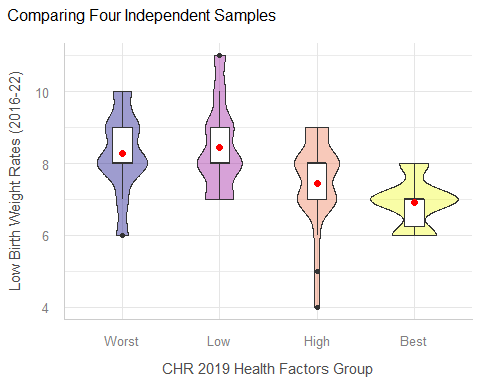 Comparing Four Independent Samples
Low Birth Weight Rates (2016-22)
10
8
6
4
Worst Low High Best
CHR 2019 Health Factors Group